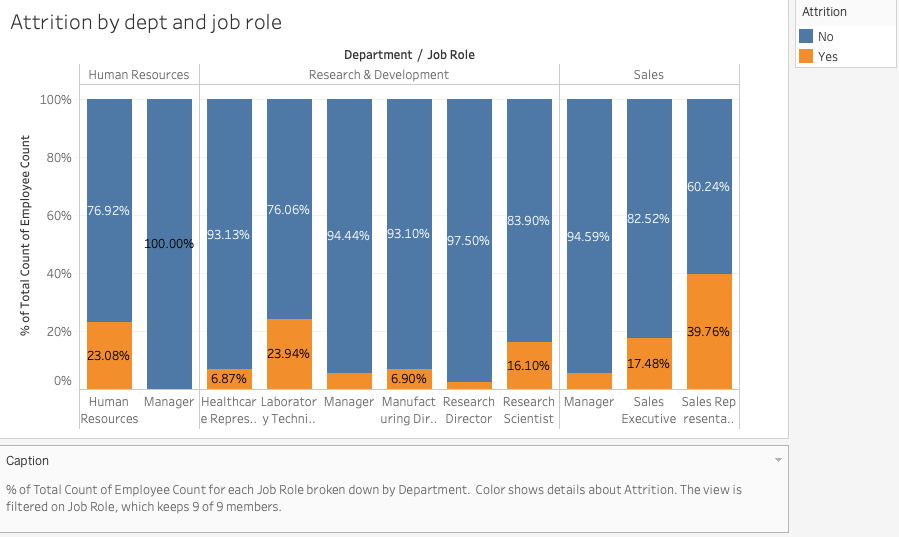 Attrition by dept and job role
Attrition
No
Yes
Department / Job Role
Human Resources
Research & Development
Sales
% of Total Count of Employee Count
100%
80%
60%
40%
20%
0%
76.92%
100.00%
93.13%
76.06%
94.44%
93.10%
97.50%
83.90%
94.59%
82.52%
60.24%
23.08%
6.87%
23.94%
6.90%
16.10%
17.48%
39.76%
Human
Resources
Manager
Healthcar
e Repres..
Laborator
y Techni..
Manager
Manufact
uring Dir..
Research
Director
Research
Scientist
Manager
Sales
Executive
Sales Rep
resenta..
Caption
% of Total Count of Employee Count for each Job Role broken down by Department. Color shows details about Attrition. The view is
filtered on Job Role, which keeps 9 of 9 members.